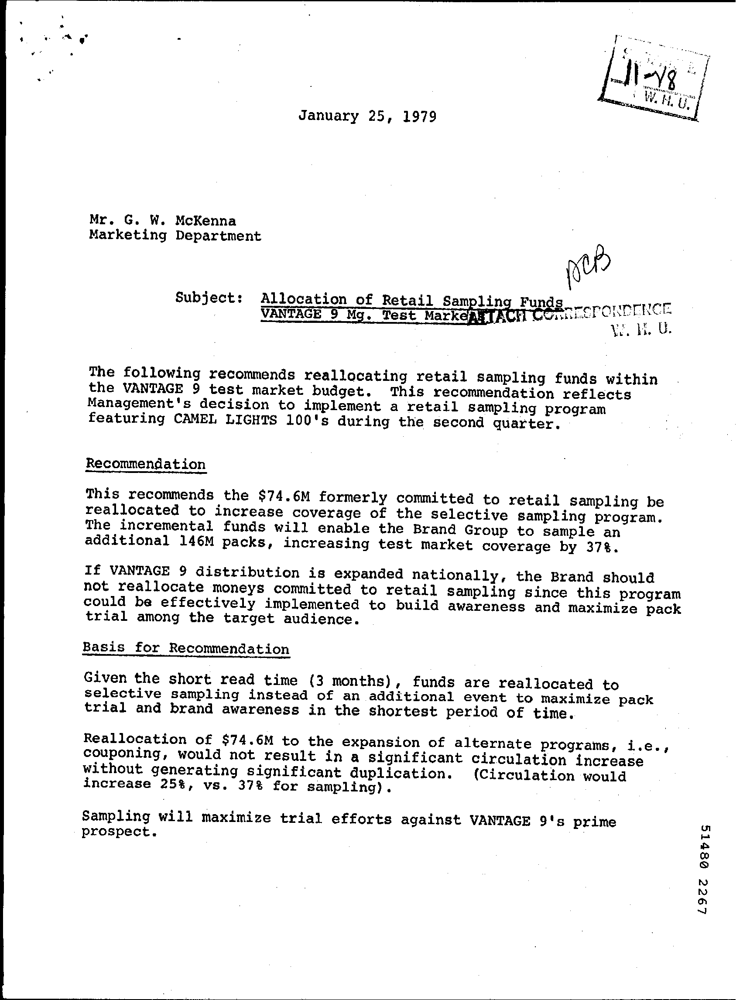 11-78
W. H. U.
January 25, 1979
Mr. G. W. McKenna
Marketing Department
Subject: Allocation of Retail Sampling Funds
VANTAGE 9 Mg. Test Market
ATTACH CORRESPONDENCE
W. H. U.
The following recommends reallocating retail sampling funds within
the VANTAGE 9 test market budget. This recommendation reflects
Management's decision to implement a retail sampling program
featuring CAMEL LIGHTS 100's during the second quarter.
Recommendation
This recommends the $74.6M formerly committed to retail sampling be
reallocated to increase coverage of the selective sampling program.
The incremental funds will enable the Brand Group to sample an
additional 146M packs, increasing test market coverage by 37%.
If VANTAGE 9 distribution is expanded nationally, the Brand should
not reallocate moneys committed to retail sampling since this program
could be effectively implemented to build awareness and maximize pack
trial among the target audience.
Basis for Recommendation
Given the short read time (3 months), funds are reallocated to
selective sampling instead of an additional event to maximize pack
trial and brand awareness in the shortest period of time.
Reallocation of $74.6M to the expansion of alternate programs, i.e.,
couponing, would not result in a significant circulation increase
without generating significant duplication. (Circulation would
increase 25%, vs. 37% for sampling).
Sampling will maximize trial efforts against VANTAGE 9's prime
prospect.
51480 2267